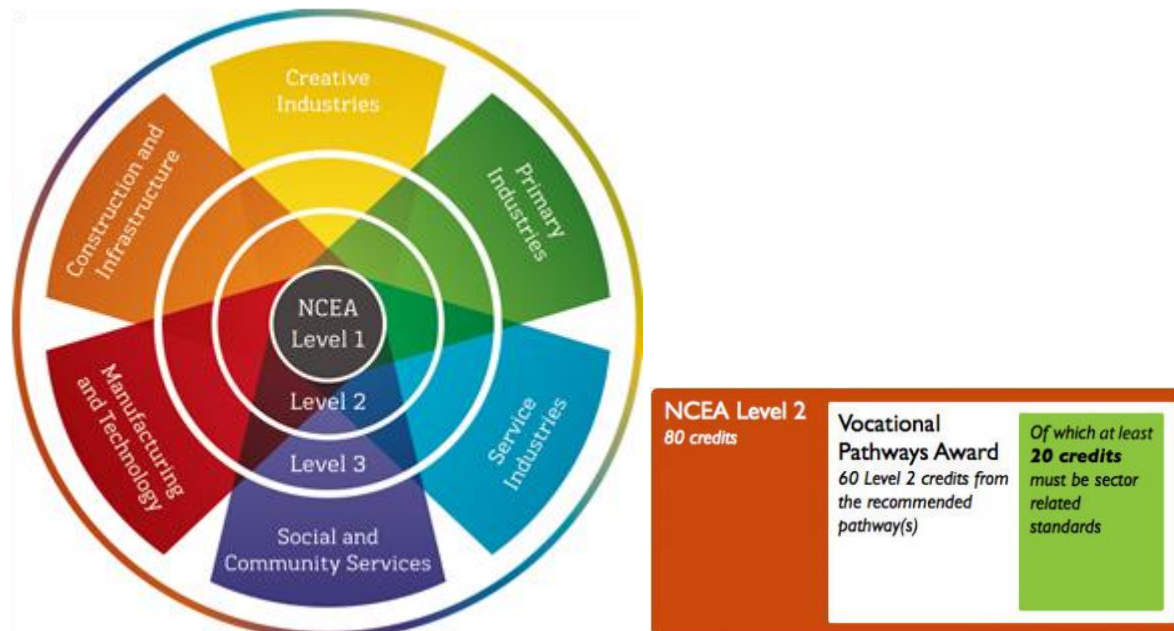 Creative
Industries
Primary
Industries
Construction and
Infrastructure
NCEA
Level 1
Level 2
Level 3
Manufacturing
and Technology
Service
Industries
Social and
Community Services
NCEA Level 2
80 credits
Vocational
Pathways Award
60 Level 2 credits from
the recommended
pathway(s)
Of which at least
20 credits
must be sector
related
standards